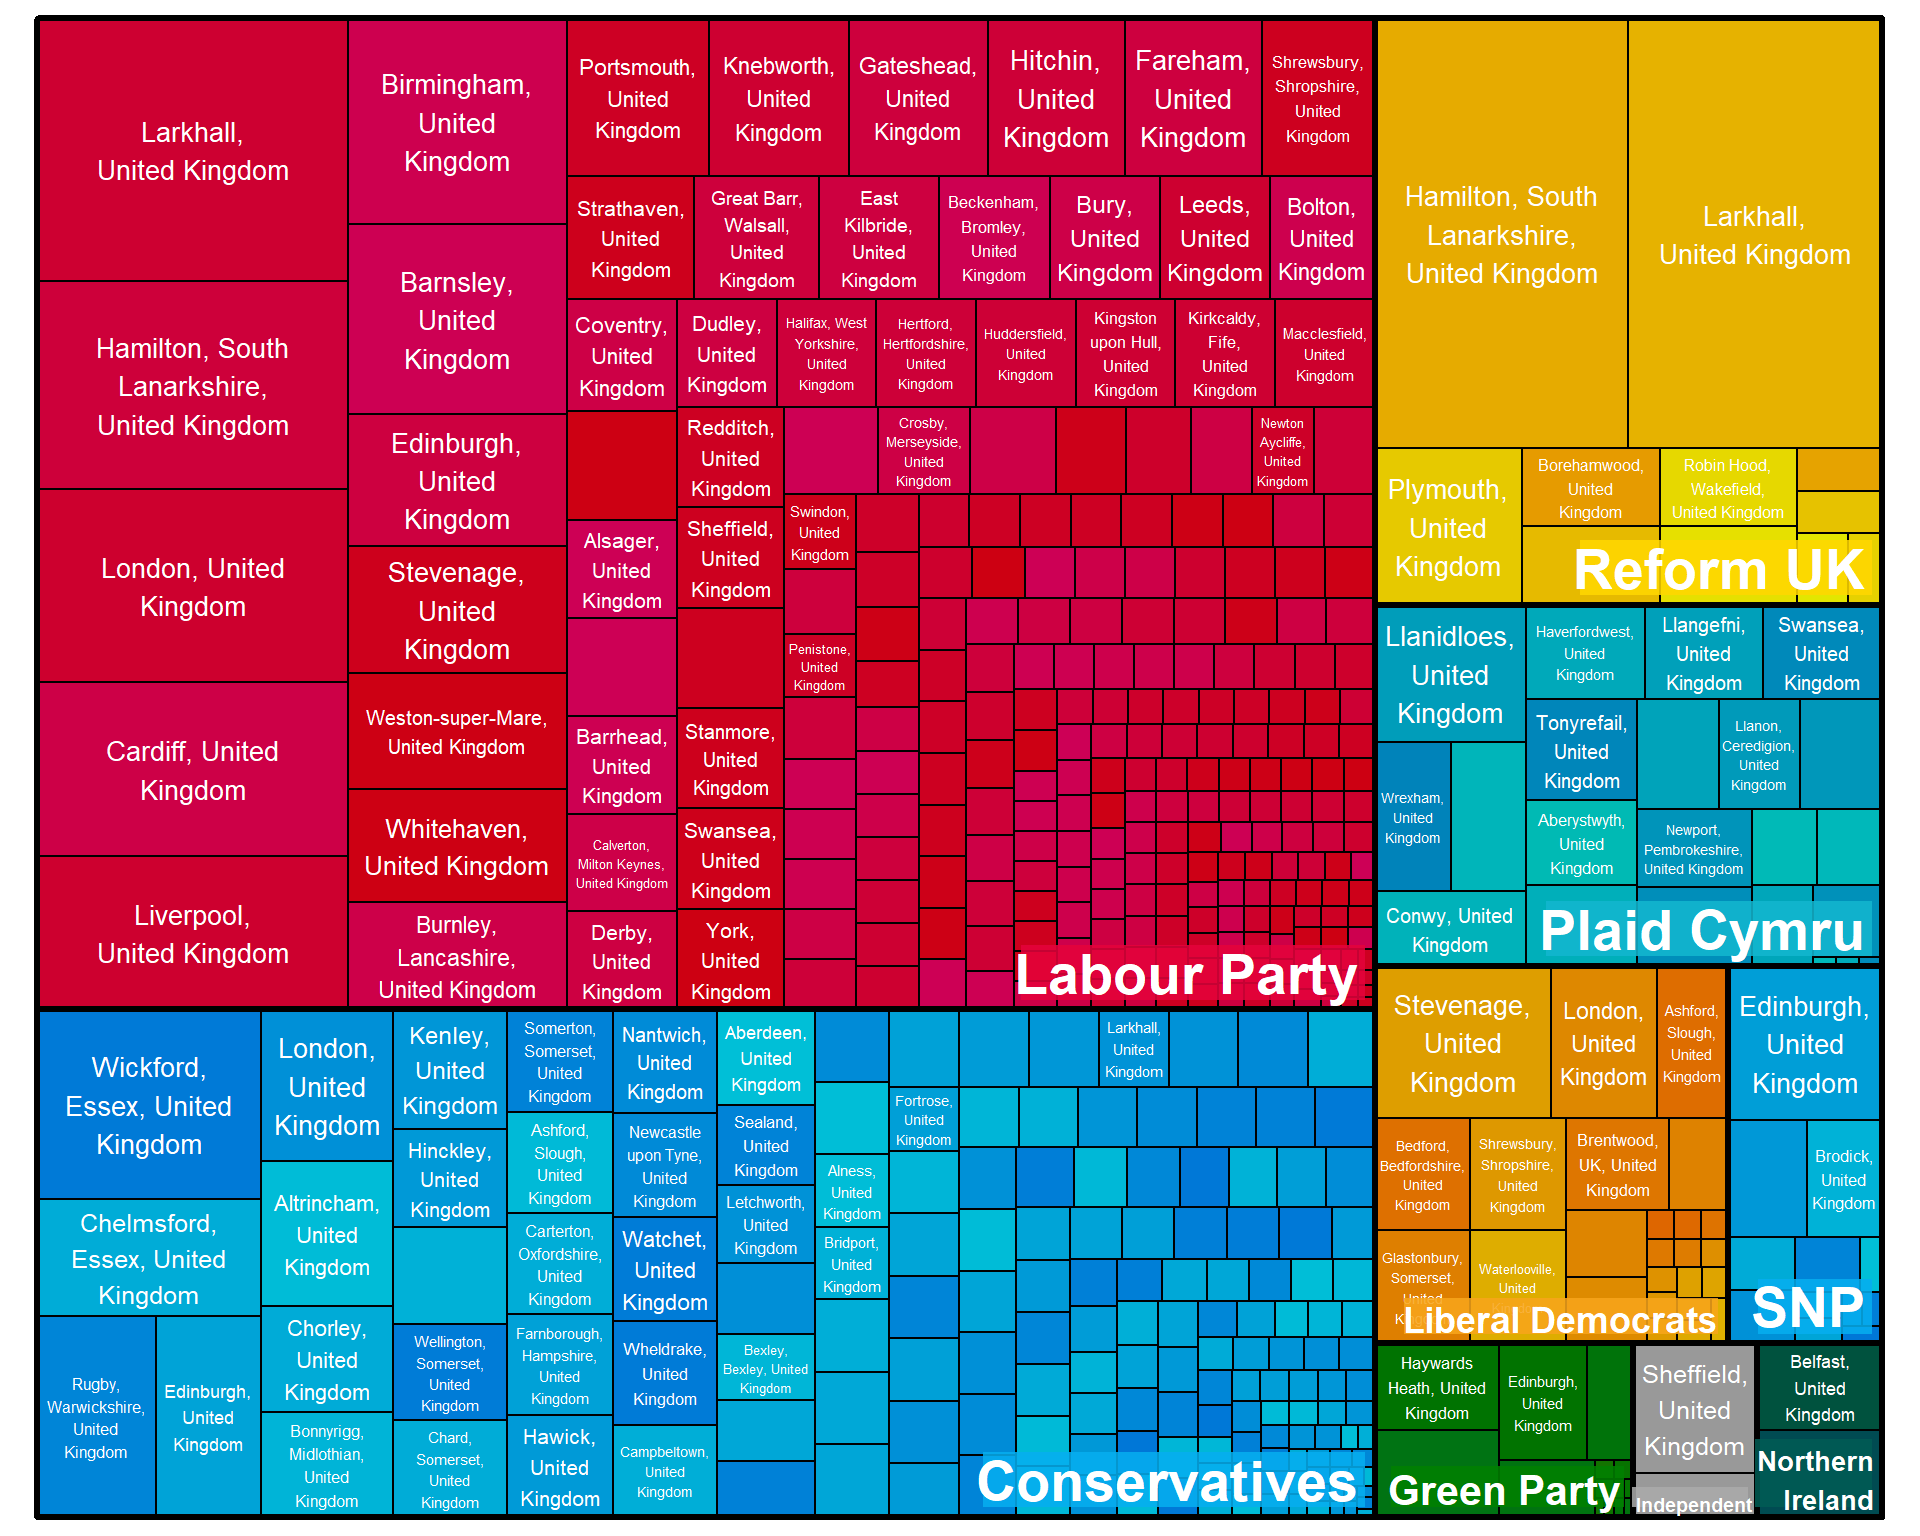 Larkhall,
United Kingdom
Hamilton, South
Lanarkshire,
United Kingdom
London, United
Kingdom
Cardiff, United
Kingdom
Liverpool,
United Kingdom
Birmingham,
United
Kingdom
Barnsley,
United
Kingdom
Edinburgh,
United
Kingdom
Stevenage,
United
Kingdom
Weston-super-Mare,
United Kingdom
Whitehaven,
United Kingdom
Burnley,
Lancashire,
United Kingdom
Portsmouth,
United
Kingdom
Knebworth,
United
Kingdom
Gateshead,
United
Kingdom
Hitchin,
United
Kingdom
Fareham,
United
Kingdom
Shrewsbury,
Shropshire,
United
Kingdom
Strathaven,
United
Kingdom
Great Barr,
Walsall,
United
Kingdom
East
Kilbride,
United
Kingdom
Beckenham,
Bromley,
United
Kingdom
Bury,
United
Kingdom
Leeds,
United
Kingdom
Bolton,
United
Kingdom
Coventry,
United
Kingdom
Dudley,
United
Kingdom
Halifax, West
Yorkshire,
United
Kingdom
Hertford,
Hertfordshire,
United
Kingdom
Huddersfield,
United
Kingdom
Kingston
upon Hull,
United
Kingdom
Kirkcaldy,
Fife,
United
Kingdom
Macclesfield,
United
Kingdom
Redditch,
United
Kingdom
Crosby,
Merseyside,
United
Kingdom
Newton
Aycliffe,
United
Kingdom
Alsager,
United
Kingdom
Sheffield,
United
Kingdom
Swindon,
United
Kingdom
Penistone,
United
Kingdom
Barrhead,
United
Kingdom
Stanmore,
United
Kingdom
Calverton,
Milton Keynes,
United Kingdom
Swansea,
United
Kingdom
Derby,
United
Kingdom
York,
United
Kingdom
Labour Party
Hamilton, South
Lanarkshire,
United Kingdom
Larkhall,
United Kingdom
Plymouth,
United
Kingdom
Borehamwood,
United
Kingdom
Robin Hood,
Wakefield,
United Kingdom
Reform UK
Llanidloes,
United
Kingdom
Haverfordwest,
United
Kingdom
Llangefni,
United
Kingdom
Swansea,
United
Kingdom
Tonyrefail,
United
Kingdom
Llanon,
Ceredigion,
United
Kingdom
Wrexham,
United
Kingdom
Aberystwyth,
United
Kingdom
Newport,
Pembrokeshire,
United Kingdom
Conwy, United
Kingdom
Plaid Cymru
Wickford,
Essex, United
Kingdom
Chelmsford,
Essex, United
Kingdom
Rugby,
Warwickshire,
United
Kingdom
Edinburgh,
United
Kingdom
London,
United
Kingdom
Altrincham,
United
Kingdom
Chorley,
United
Kingdom
Bonnyrigg,
Midlothian,
United
Kingdom
Kenley,
United
Kingdom
Hinckley,
United
Kingdom
Wellington,
Somerset,
United
Kingdom
Chard,
Somerset,
United
Kingdom
Somerton,
Somerset,
United
Kingdom
Ashford,
Slough,
United
Kingdom
Carterton,
Oxfordshire,
United
Kingdom
Farnborough,
Hampshire,
United
Kingdom
Hawick,
United
Kingdom
Nantwich,
United
Kingdom
Newcastle
upon Tyne,
United
Kingdom
Watchet,
United
Kingdom
Wheldrake,
United
Kingdom
Campbeltown,
United
Kingdom
Aberdeen,
United
Kingdom
Sealand,
United
Kingdom
Letchworth,
United
Kingdom
Bexley,
Bexley, United
Kingdom
Alness,
United
Kingdom
Bridport,
United
Kingdom
Fortrose,
United
Kingdom
Larkhall,
United
Kingdom
Conservatives
Stevenage,
United
Kingdom
London,
United
Kingdom
Ashford,
Slough,
United
Kingdom
Bedford,
Bedfordshire,
United
Kingdom
Shrewsbury,
Shropshire,
United
Kingdom
Brentwood,
UK, United
Kingdom
Glastonbury,
Somerset,
United
Waterlooville,
United
Liberal Democrats
Edinburgh,
United
Kingdom
Brodick,
United
Kingdom
SNP
Haywards
Heath, United
Kingdom
Edinburgh,
United
Kingdom
Green Party
Sheffield,
United
Kingdom
Independent
Belfast,
United
Kingdom
Northern
Ireland